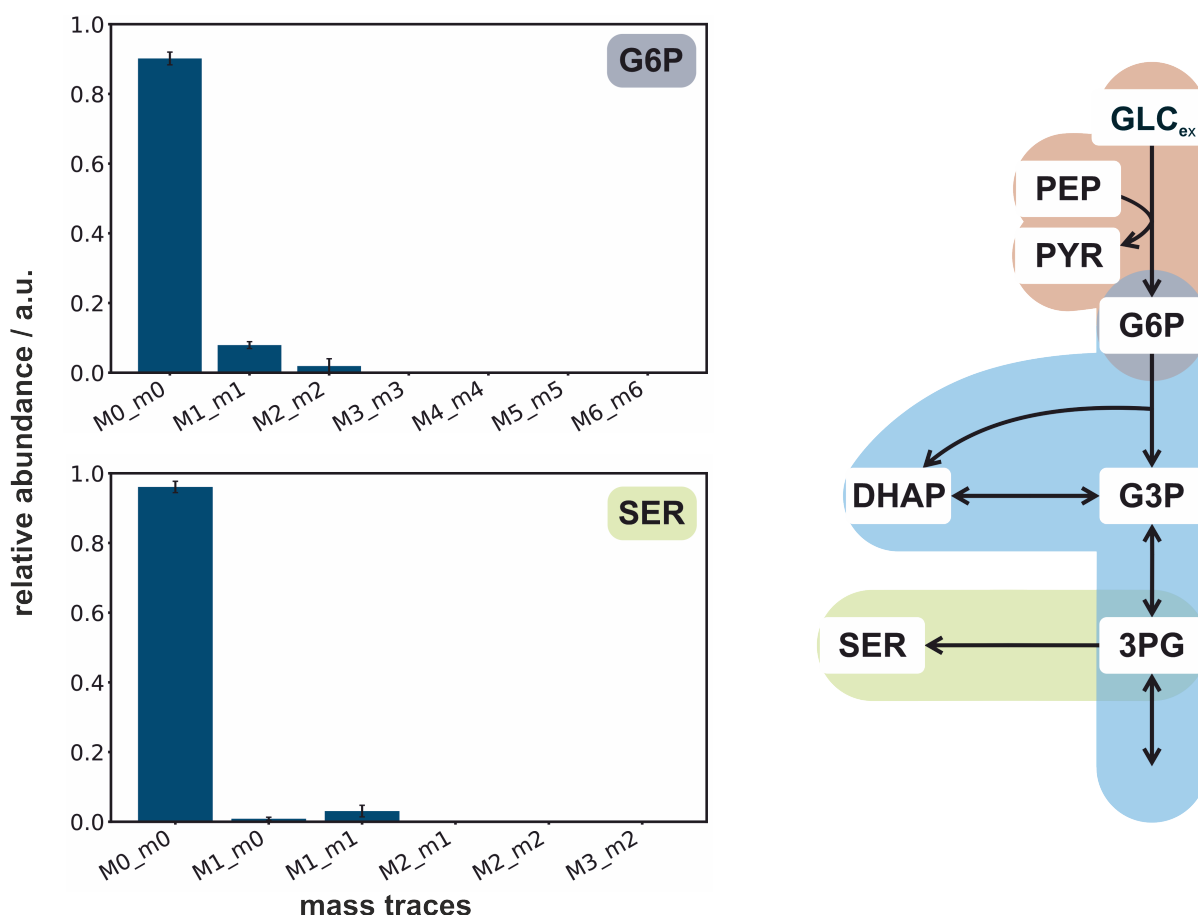 relative abundance / a.u.
1.0
0.8
0.6
0.4
0.2
0.0
G6P
M0_m0
M1_m1
M2_m2
M3_m3
M4_m4
M5_m5
M6_m6
1.0
0.8
0.6
0.4
0.2
0.0
SER
M0_m0
M1_m0
M1_m1
M2_m1
M2_m2
M3_m2
mass traces
GLCex
PEP
PYR
G6P
DHAP
G3P
SER
3PG